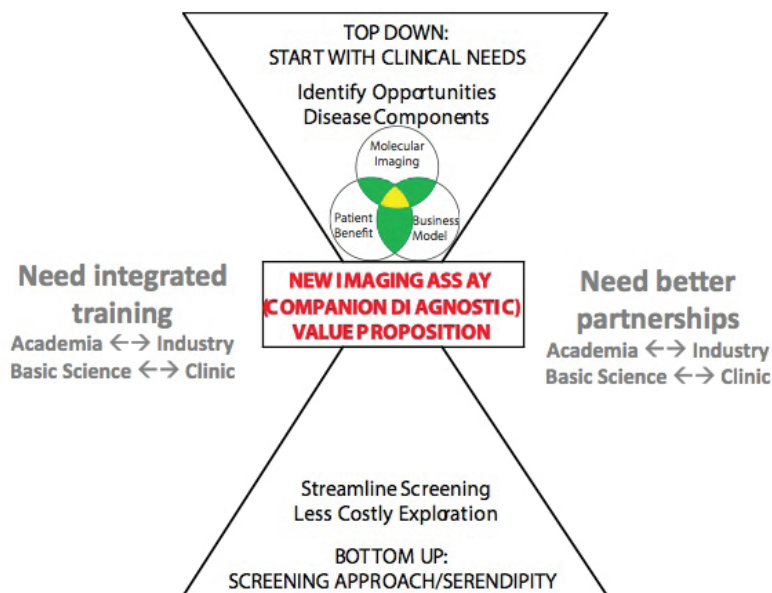 TOP DOWN:
START WITH CLINICAL NEEDS
Identify Opportunities
Disease Components
Molecular
Imaging
Patient
Benefit
Business
Model
Need integrated
training
Academia ←→ Industry
Basic Science ←→ Clinic
NEW IMAGING ASSAY
(COMPANION DIAGNOSTIC)
VALUE PROPOSITION
Need better
partnerships
Academia ←→ Industry
Basic Science ←→ Clinic
Streamline Screening
Less Costly Exploration
BOTTOM UP:
SCREENING APPROACH/SERENDIPITY